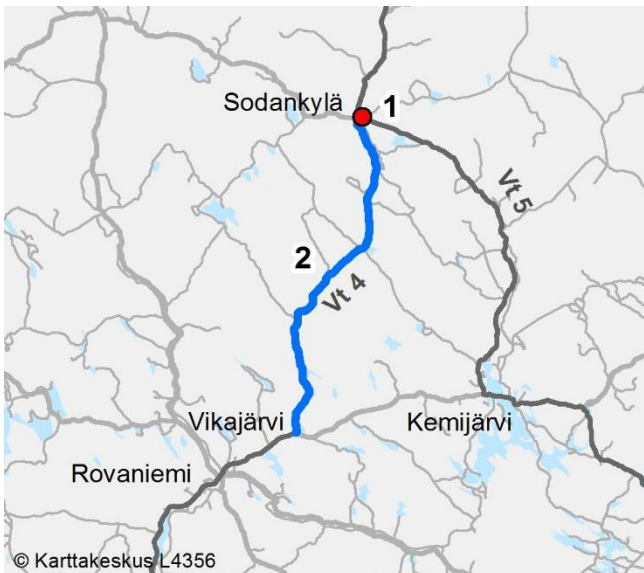 Sodankylä
1
Vt 5
2
Vt 4
Vikajärvi
Kemijärvi
Rovaniemi
© Karttakeskus L4356